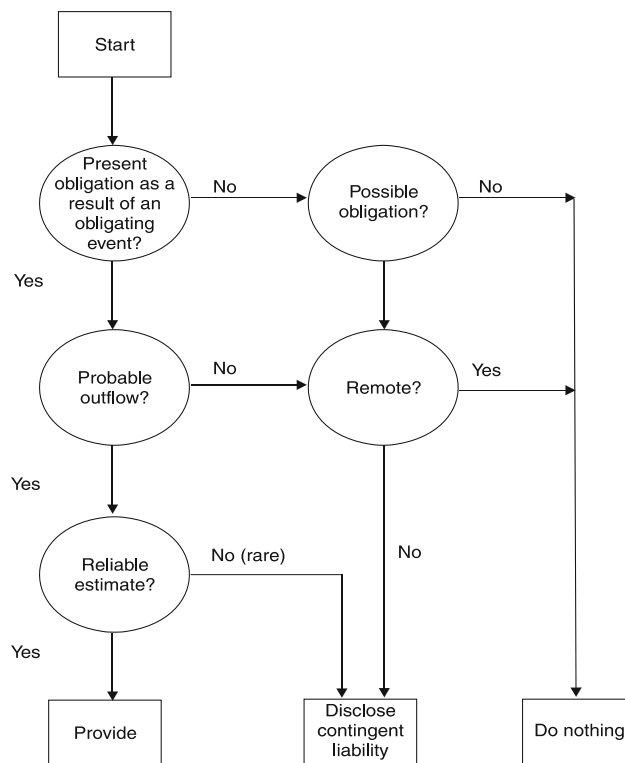 Start
Present
obligation as a
result of an
obligating
event?
No
Possible
obligation?
No
Yes
Probable
outflow?
No
Remote?
Yes
Yes
Reliable
estimate?
No (rare)
No
Yes
Provide
Disclose
contingent
liability
Do nothing